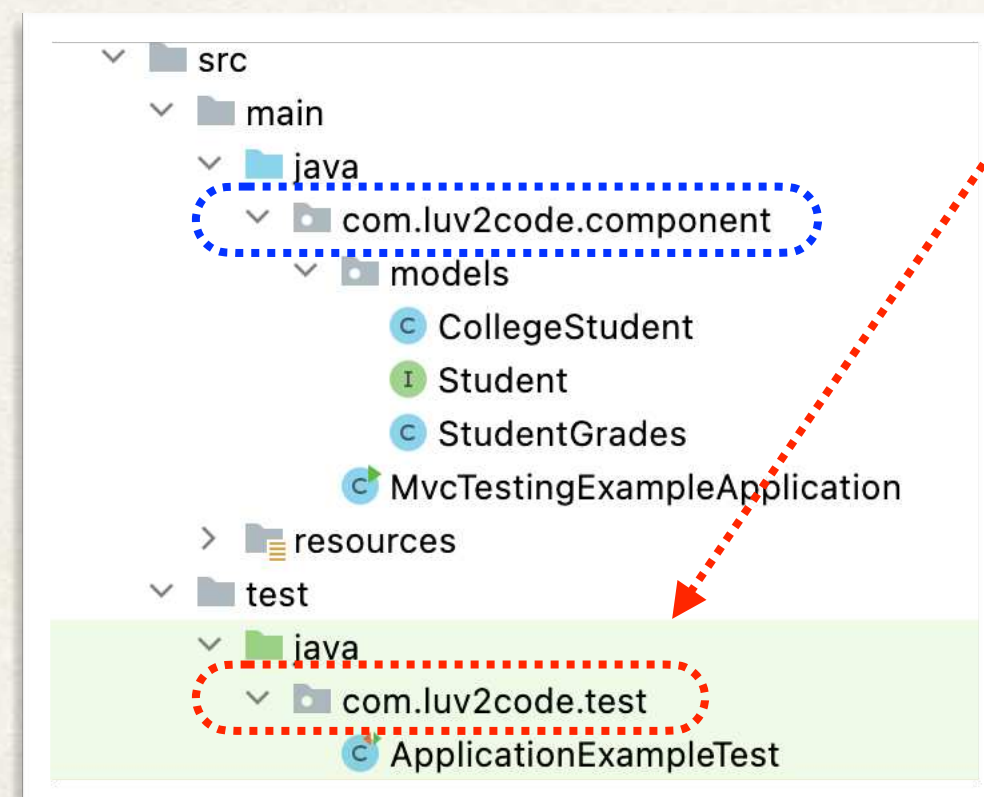 src
main
java
com.luv2code.component
models
C CollegeStudent
I Student
C StudentGrades
C MvcTestingExampleApplication
resources
test
java
com.luv2code.test
C ApplicationExampleTest